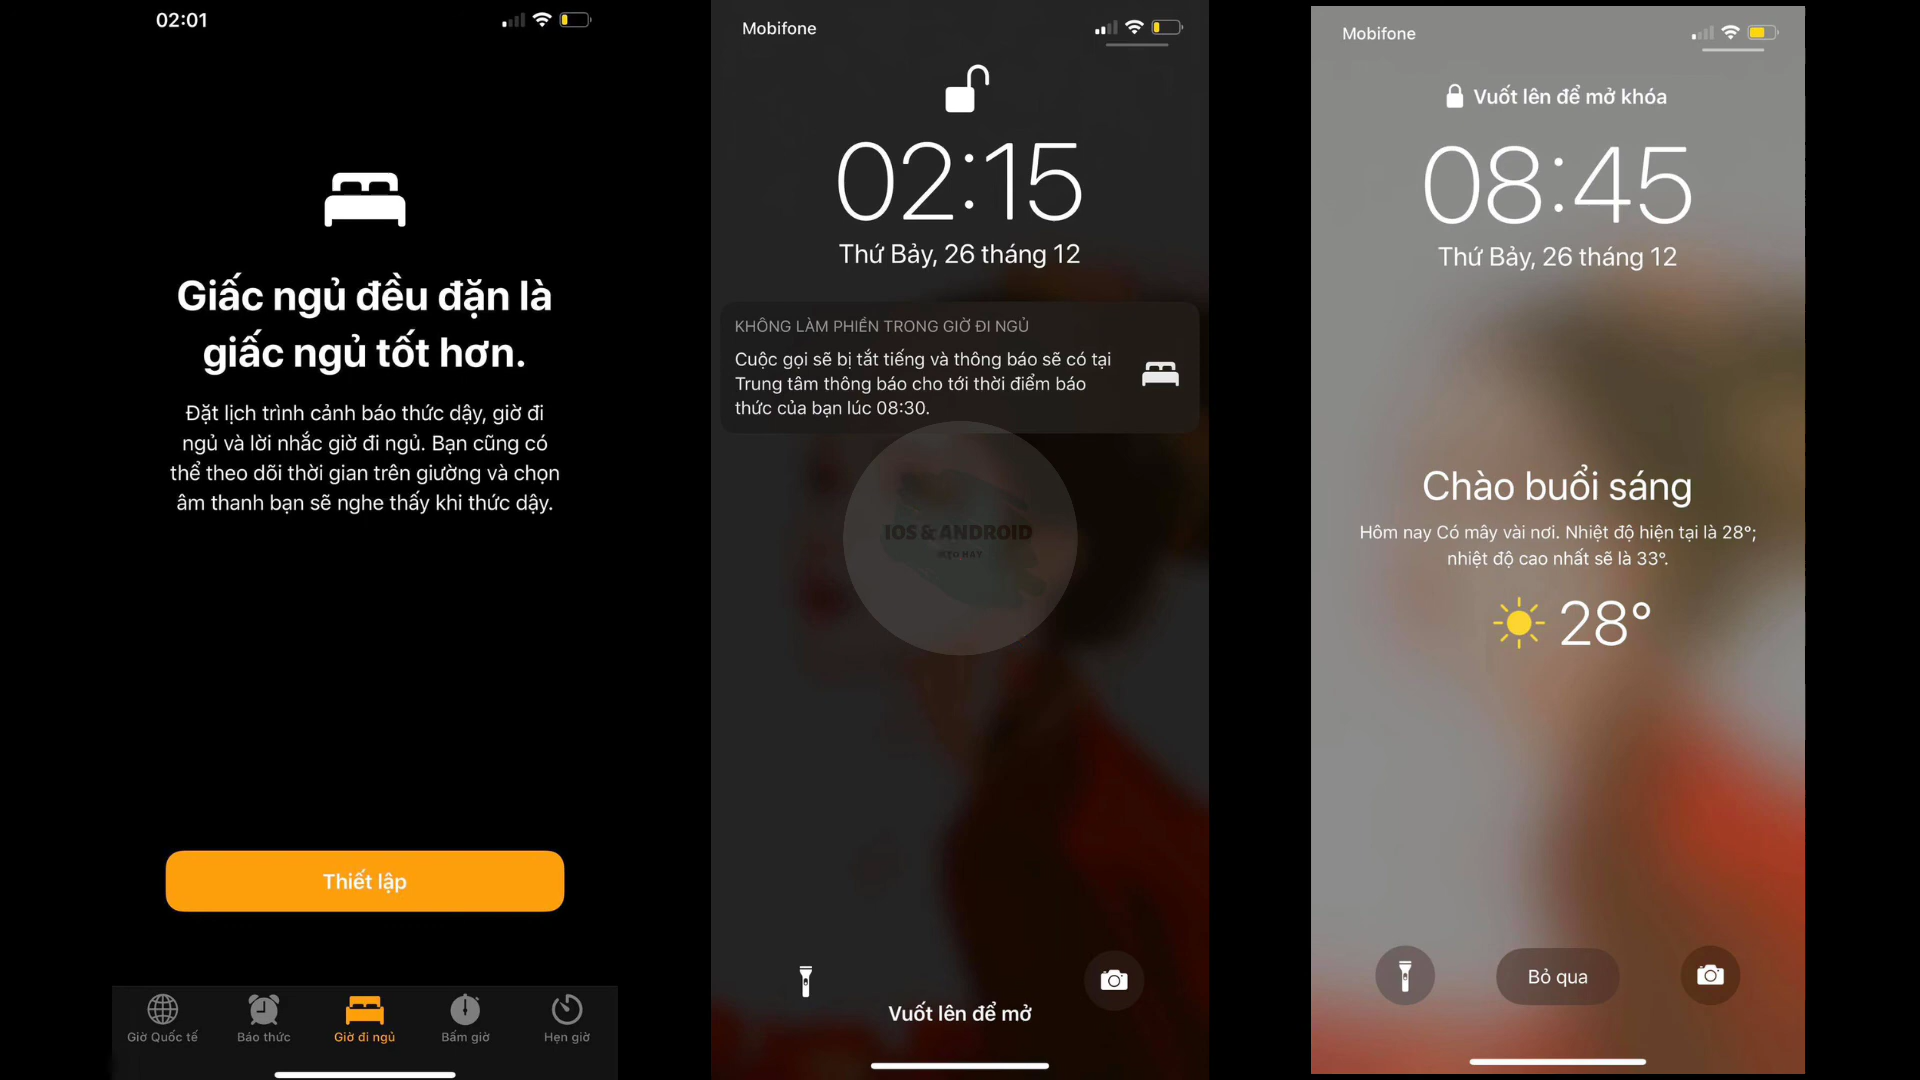 02:01
Giấc ngủ đều đặn là
giấc ngủ tốt hơn.
Đặt lịch trình cảnh báo thức dậy, giờ đi
ngủ và lời nhắc giờ đi ngủ. Bạn cũng có
thể theo dõi thời gian trên giường và chọn
âm thanh bạn sẽ nghe thấy khi thức dậy.
Thiết lập
Giờ Quốc tế
Báo thức
Giờ đi ngủ
Bấm giờ
Hẹn giờ
Mobifone
02:15
Thứ Bảy, 26 tháng 12
KHÔNG LÀM PHIỀN TRONG GIỜ ĐI NGỦ
Cuộc gọi sẽ bị tắt tiếng và thông báo sẽ có tại
Trung tâm thông báo cho tới thời điểm báo
thức của bạn lúc 08:30.
IOS & ANDROID
MẸO HAY
Vuốt lên để mở
Mobifone
Vuốt lên để mở khóa
08:45
Thứ Bảy, 26 tháng 12
Chào buổi sáng
Hôm nay Có mây vài nơi. Nhiệt độ hiện tại là 28°;
nhiệt độ cao nhất sẽ là 33°.
28°
Bỏ qua